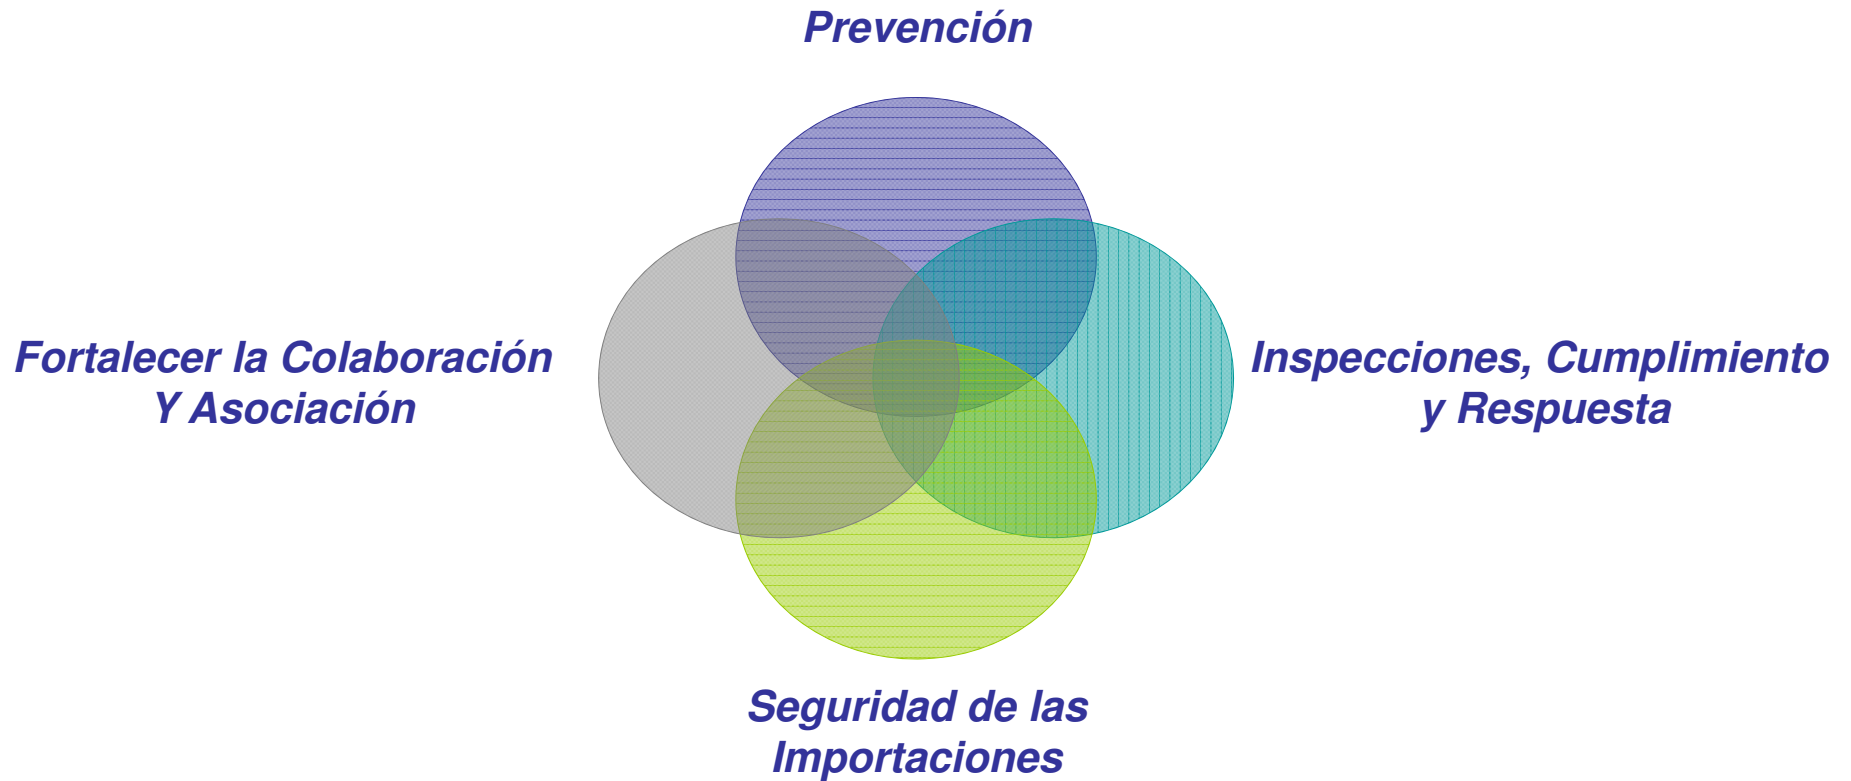 Prevención
Fortalecer la Colaboración
Y Asociación
Inspecciones, Cumplimiento
y Respuesta
Seguridad de las
Importaciones